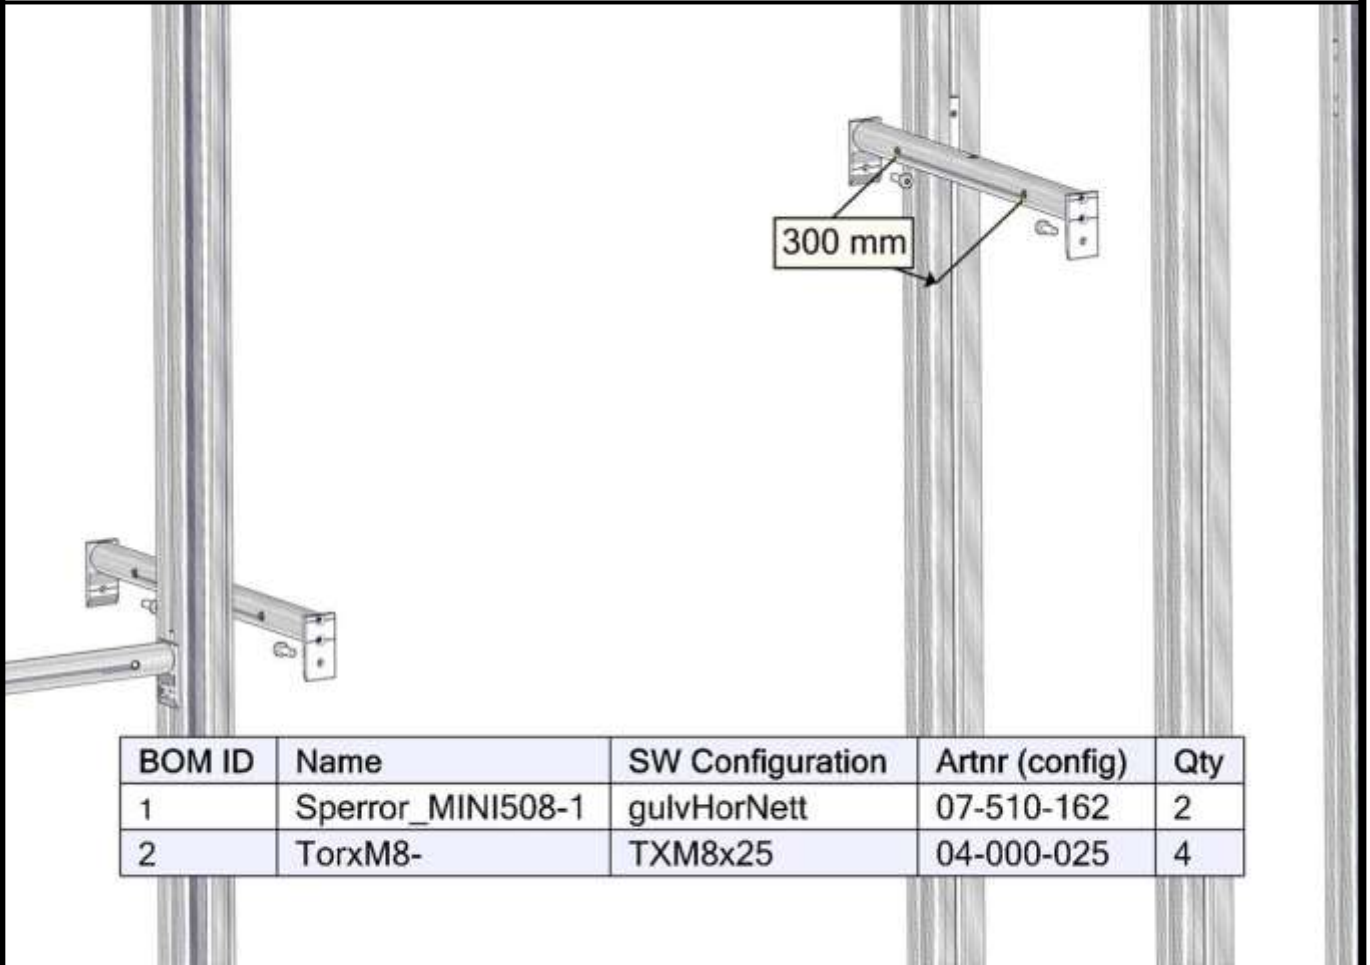 300 mm
BOM ID Name SW Configuration Artnr (config) Qty
1 Sperror_MINI508-1 gulvHorNett 07-510-162 2
2 TorxM8- TXM8x25 04-000-025 4